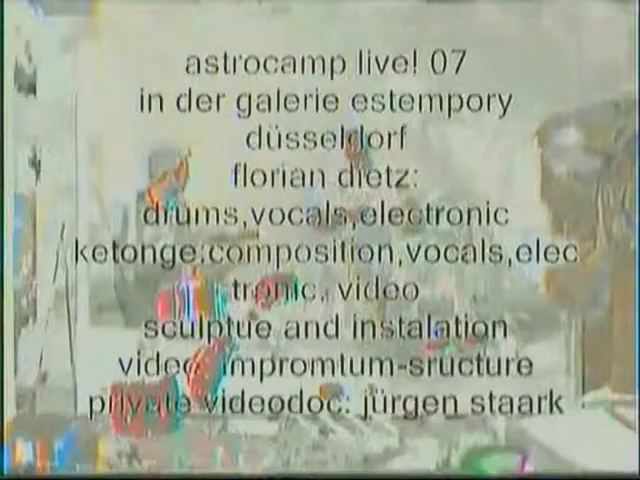 astrocamp live! 07
in der galerie estempory
düsseldorf
florian dietz:
drums,vocals,electronic
ketonge:composition,vocals,elec
tronic, video
sculptue and instalation
video: impromtum-sructure
private videodoc: jürgen staark